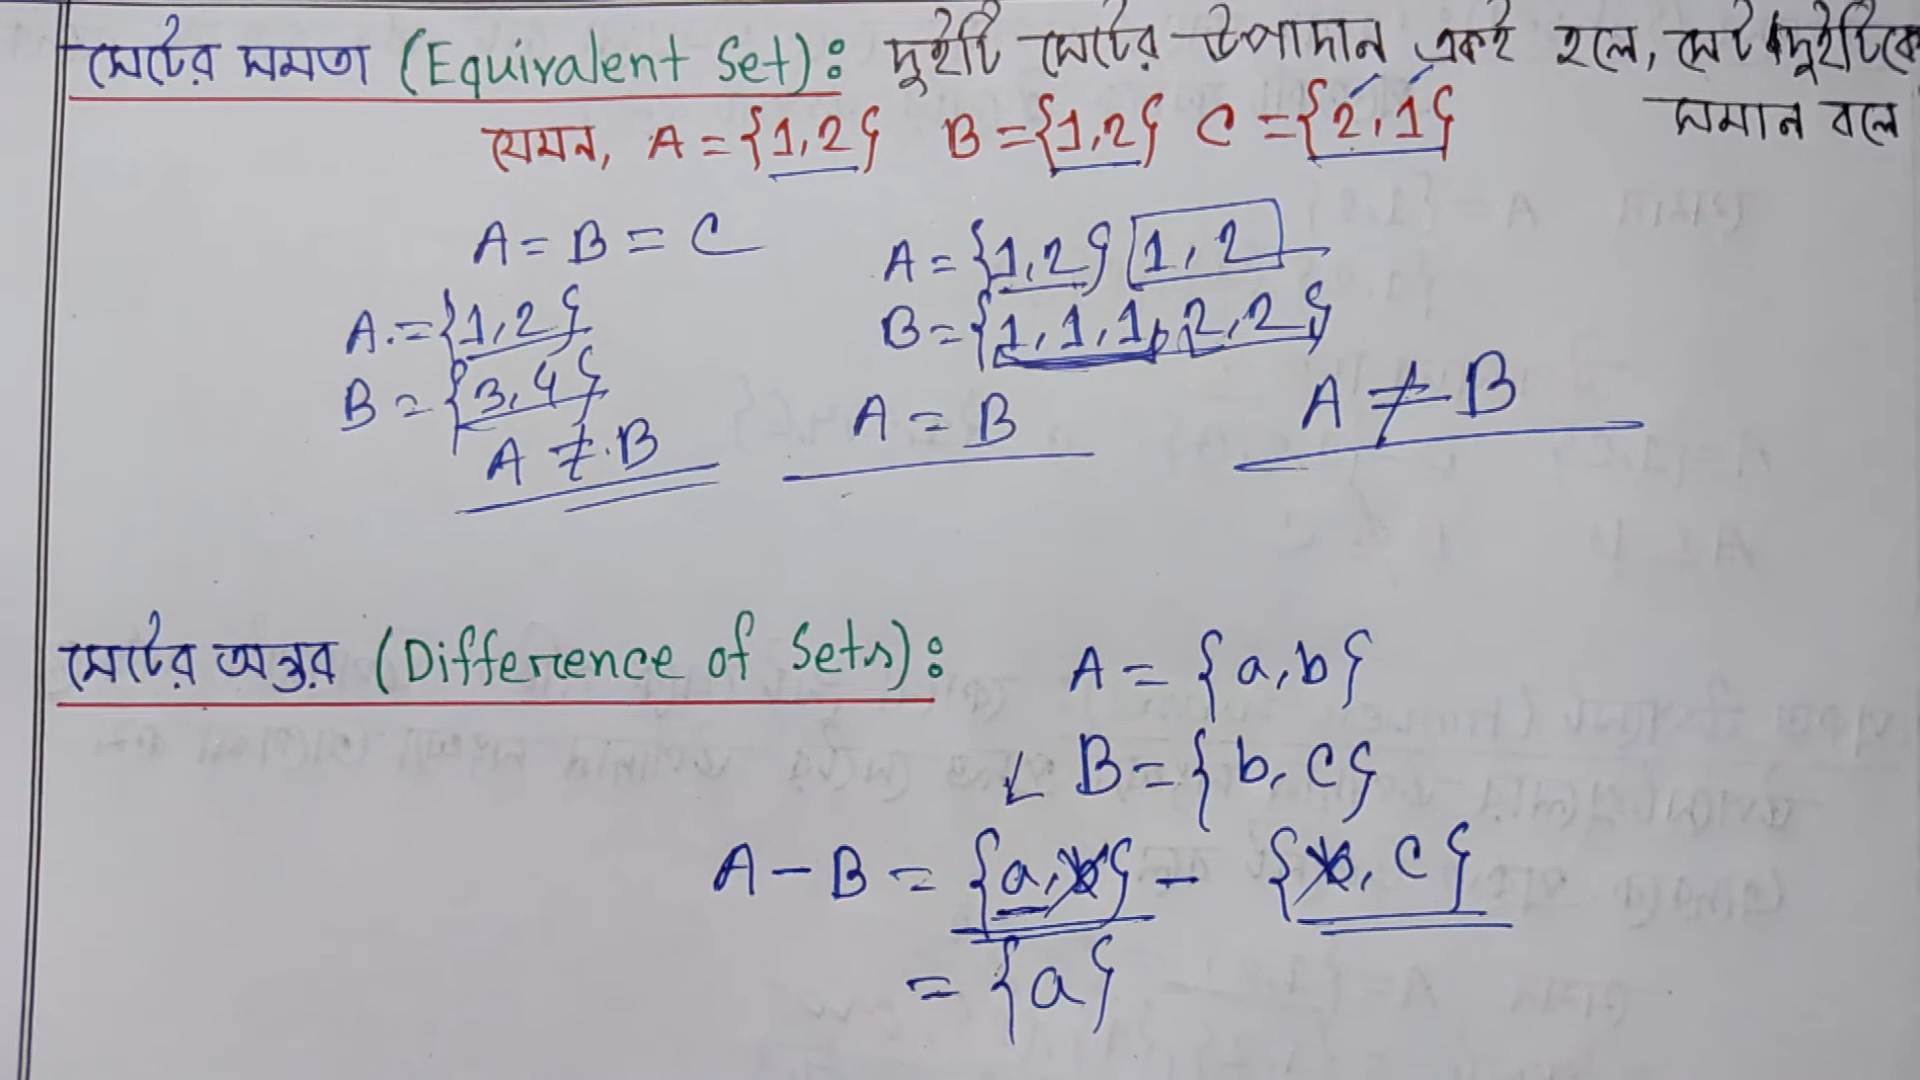 সেটের সমতা (Equivalent Set): দুইটি সেটের উপাদান একই হলে, সেট দুইটিকে
সমান বলে
যেমন, A = {1,2} B = {1,2} C = {2,1}
A = B = C
A = {1,2}
B = {3,4}
A ≠ B
A = {1,2} 1, 2
B = {1,1,1,2,2}
A = B
A ≠ B
সেটের অন্তর (Difference of Sets):
A = {a,b}
B = {b,c}
A - B = {a,b} - {b,c}
= {a}